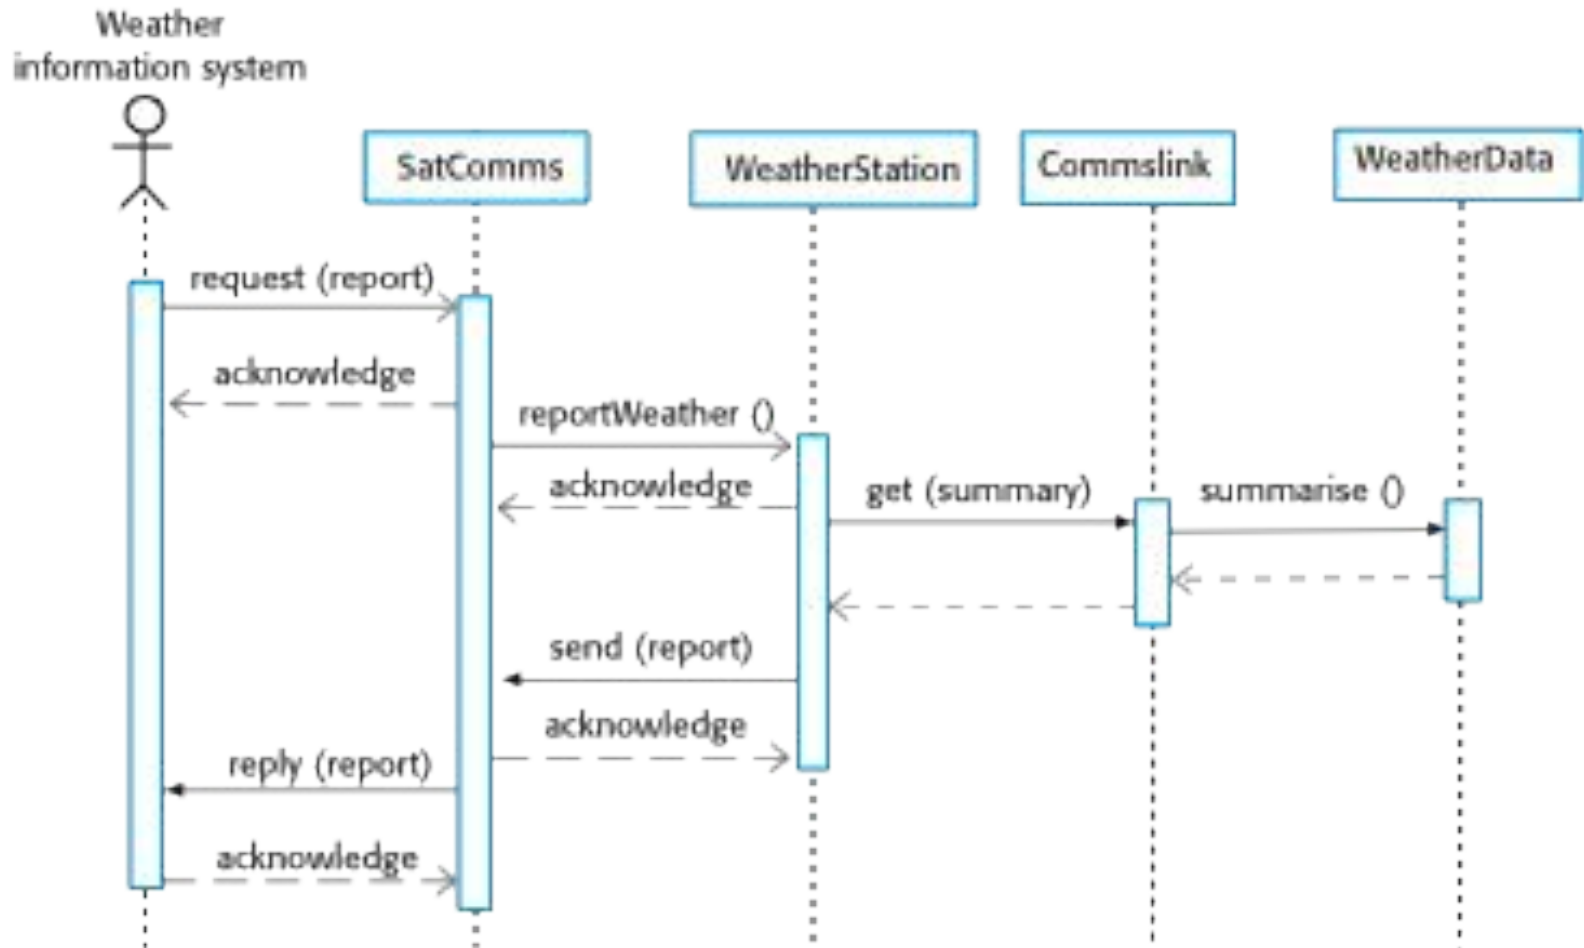 Weather
information system
SatComms
WeatherStation
Commslink
WeatherData
request (report)
acknowledge
reportWeather ()
acknowledge
get (summary)
summarise ()
send (report)
acknowledge
reply (report)
acknowledge